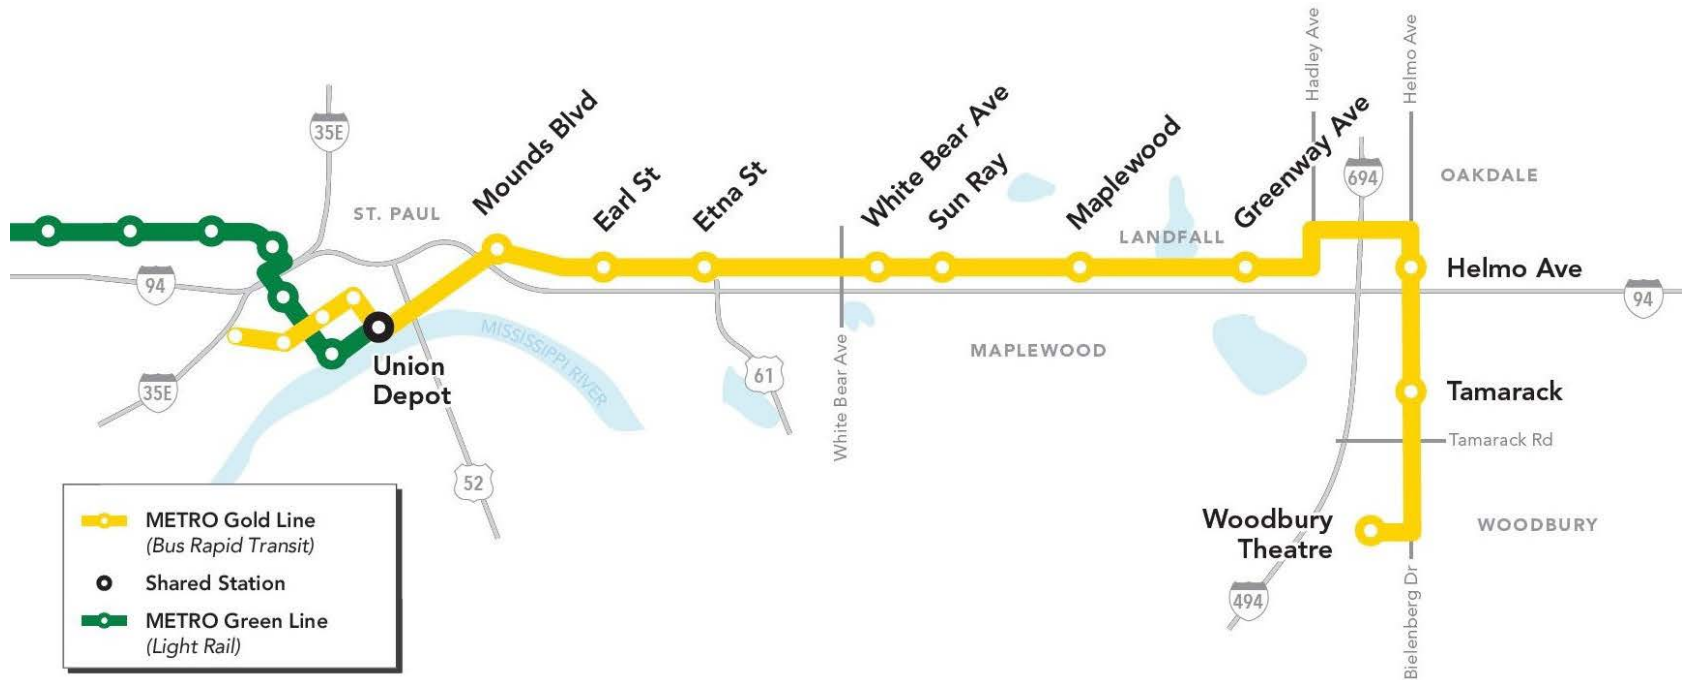 Hadley Ave
Helmo Ave
35E
Mounds Blvd
Earl St
Etna St
White Bear Ave
Sun Ray
Maplewood
Greenway Ave
694
OAKDALE
ST. PAUL
LANDFALL
Helmo Ave
94
94
MISSISSIPPI RIVER
MAPLEWOOD
Union
Depot
35E
61
White Bear Ave
Tamarack
Tamarack Rd
52
Woodbury
Theatre
WOODBURY
494
Bielenberg Dr
METRO Gold Line
(Bus Rapid Transit)
Shared Station
METRO Green Line
(Light Rail)